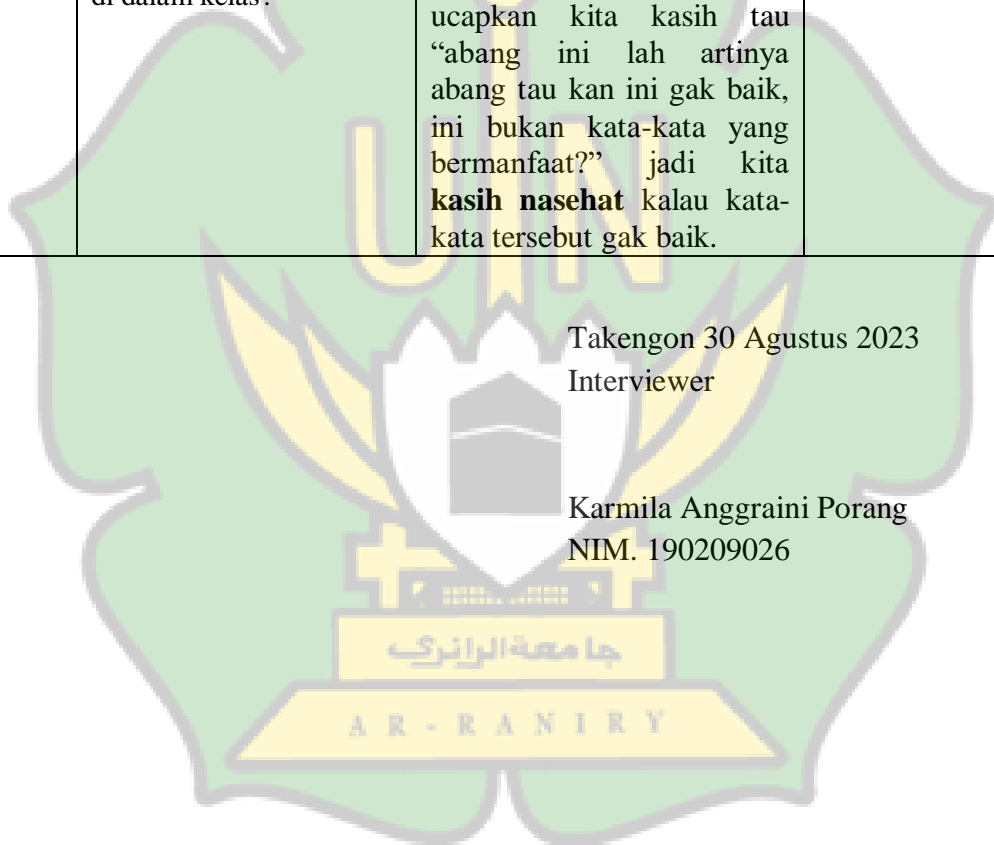 di dalam kelas?
ucapkan kita kasih tau
“abang ini lah artinya
abang tau kan ini gak baik,
ini bukan kata-kata yang
bermanfaat?” jadi kita
kasih nasehat kalau kata-
kata tersebut gak baik.
UIN
Takengon 30 Agustus 2023
Interviewer
Karmila Anggraini Porang
NIM. 190209026
جامعة الرانري
AR-RANIRY